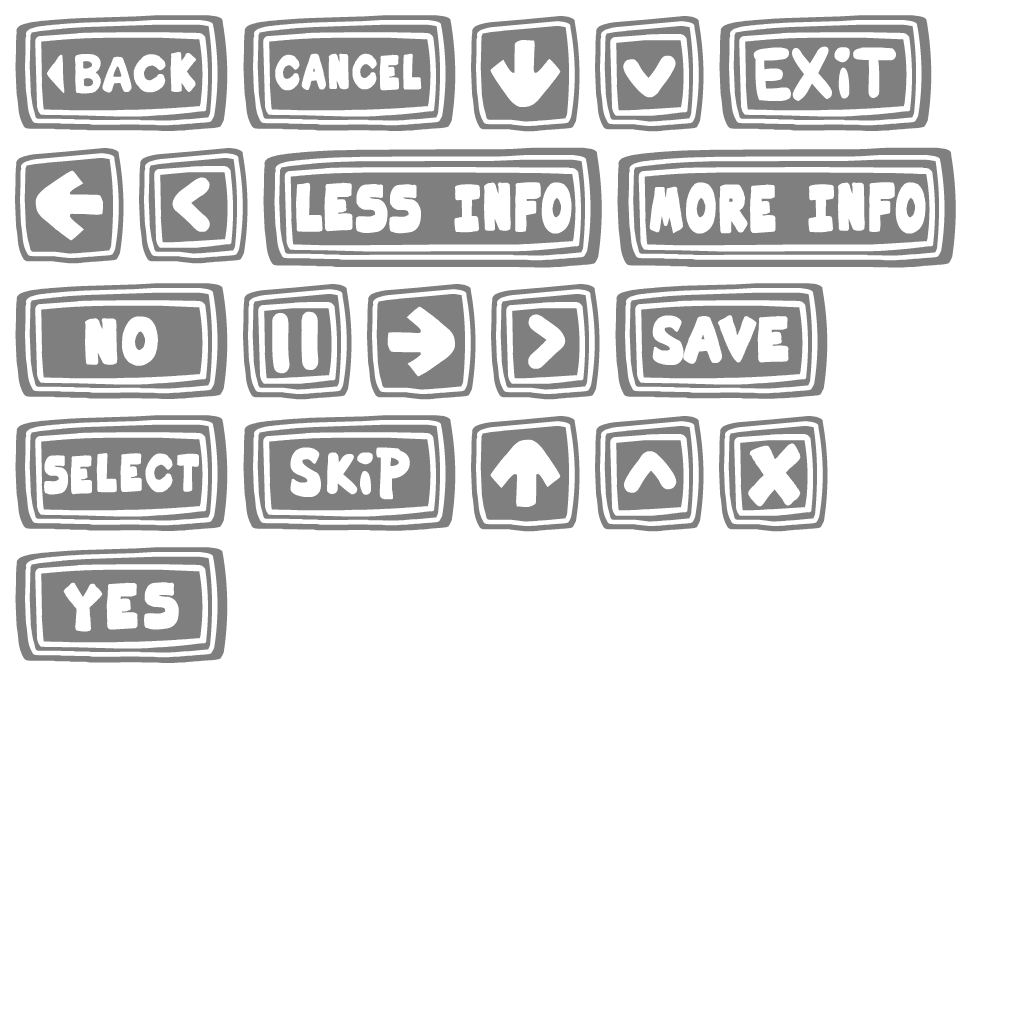 BACK CANCEL EXiT
LESS INFO MORE INFO
NO SAVE
SELECT SKiP X
YES